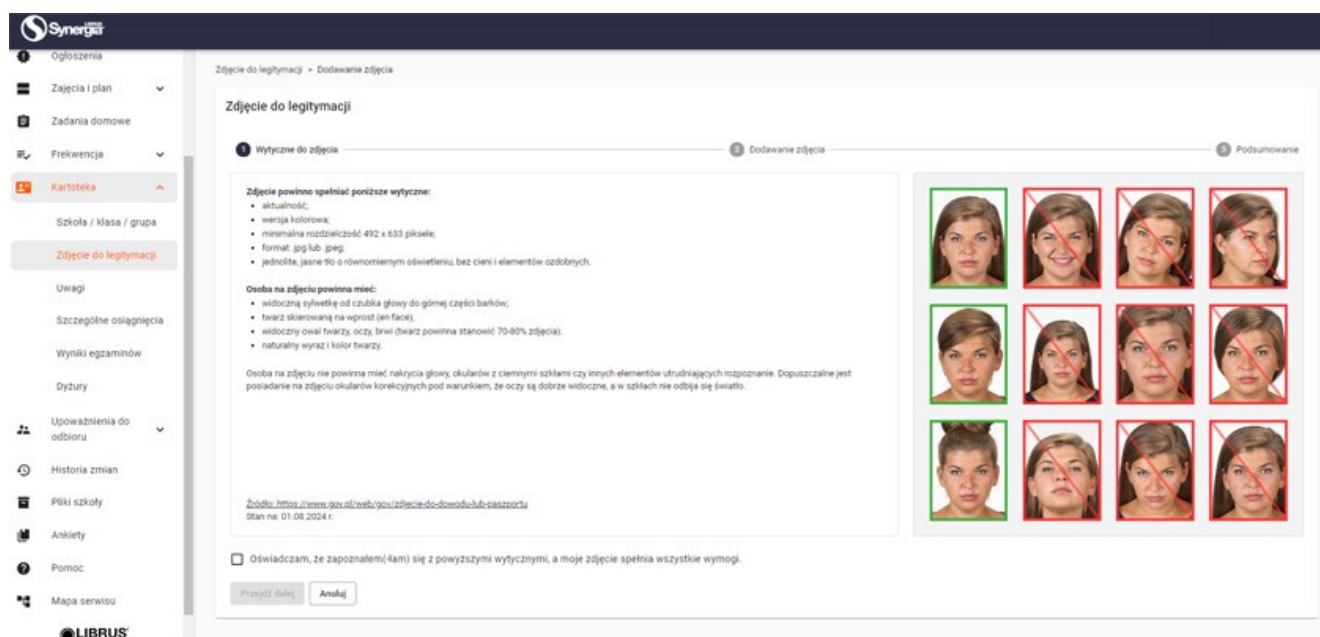 Synergia LIBRUS
Ogłoszenia
Zajęcia i plan
Zadania domowe
Frekwencja
Kartoteka
Szkoła / klasa / grupa
Zdjęcie do legitymacji
Uwagi
Szczególne osiągnięcia
Wyniki egzaminów
Dyżury
Upoważnienia do
odbioru
Historia zmian
Pliki szkoły
Ankiety
Pomoc
Mapa serwisu
LIBRUS
Zdjęcie do legitymacji > Dodawanie zdjęcia
Zdjęcie do legitymacji
1 Wytyczne do zdjęcia
2 Dodawanie zdjęcia
3 Podsumowanie
Zdjęcie powinno spełniać poniższe wytyczne:
• aktualność;
• wersja kolorowa;
• minimalna rozdzielczość 492 x 633 piksele;
• format .jpg lub .jpeg;
• jednolite, jasne tło o równomiernym oświetleniu, bez cieni i elementów ozdobnych.
Osoba na zdjęciu powinna mieć:
• widoczną sylwetkę od czubka głowy do górnej części barków;
• twarz skierowaną na wprost (en face);
• widoczny owal twarzy, oczy, brwi (twarz powinna stanowić 70-80% zdjęcia).
• naturalny wyraz i kolor twarzy.
Osoba na zdjęciu nie powinna mieć nakrycia głowy, okularów z ciemnymi szkłami czy innych elementów utrudniających rozpoznanie. Dopuszczalne jest
posiadanie na zdjęciu okularów korekcyjnych pod warunkiem, że oczy są dobrze widoczne, a w szkłach nie odbija się światło.
Źródło: https://www.gov.pl/web/gov/zdjecie-do-dowodu-lub-paszportu
Stan na: 01.08.2024 r.
Oświadczam, że zapoznałem(-łam) się z powyższymi wytycznymi, a moje zdjęcie spełnia wszystkie wymogi.
Przejdź dalej
Anuluj